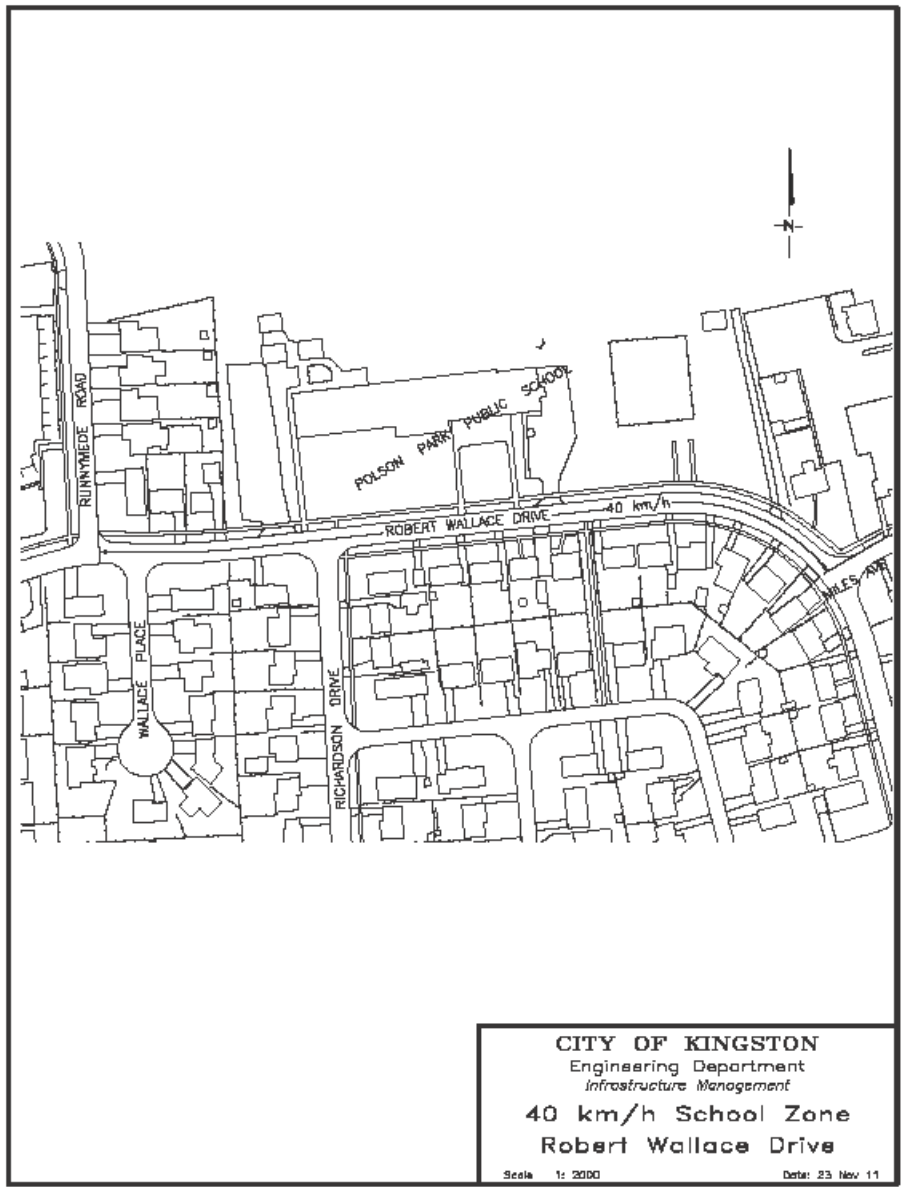 N
RUNNYMEDE ROAD
POLSON PARK PUBLIC SCHOOL
ROBERT WALLACE DRIVE
40 km/h
MILES AVE
WALLACE PLACE
RICHARDSON DRIVE
CITY OF KINGSTON
Engineering Department
Infrastructure Management
40 km/h School Zone
Robert Wallace Drive
Scale 1: 2000 Date: 23 Nov 11